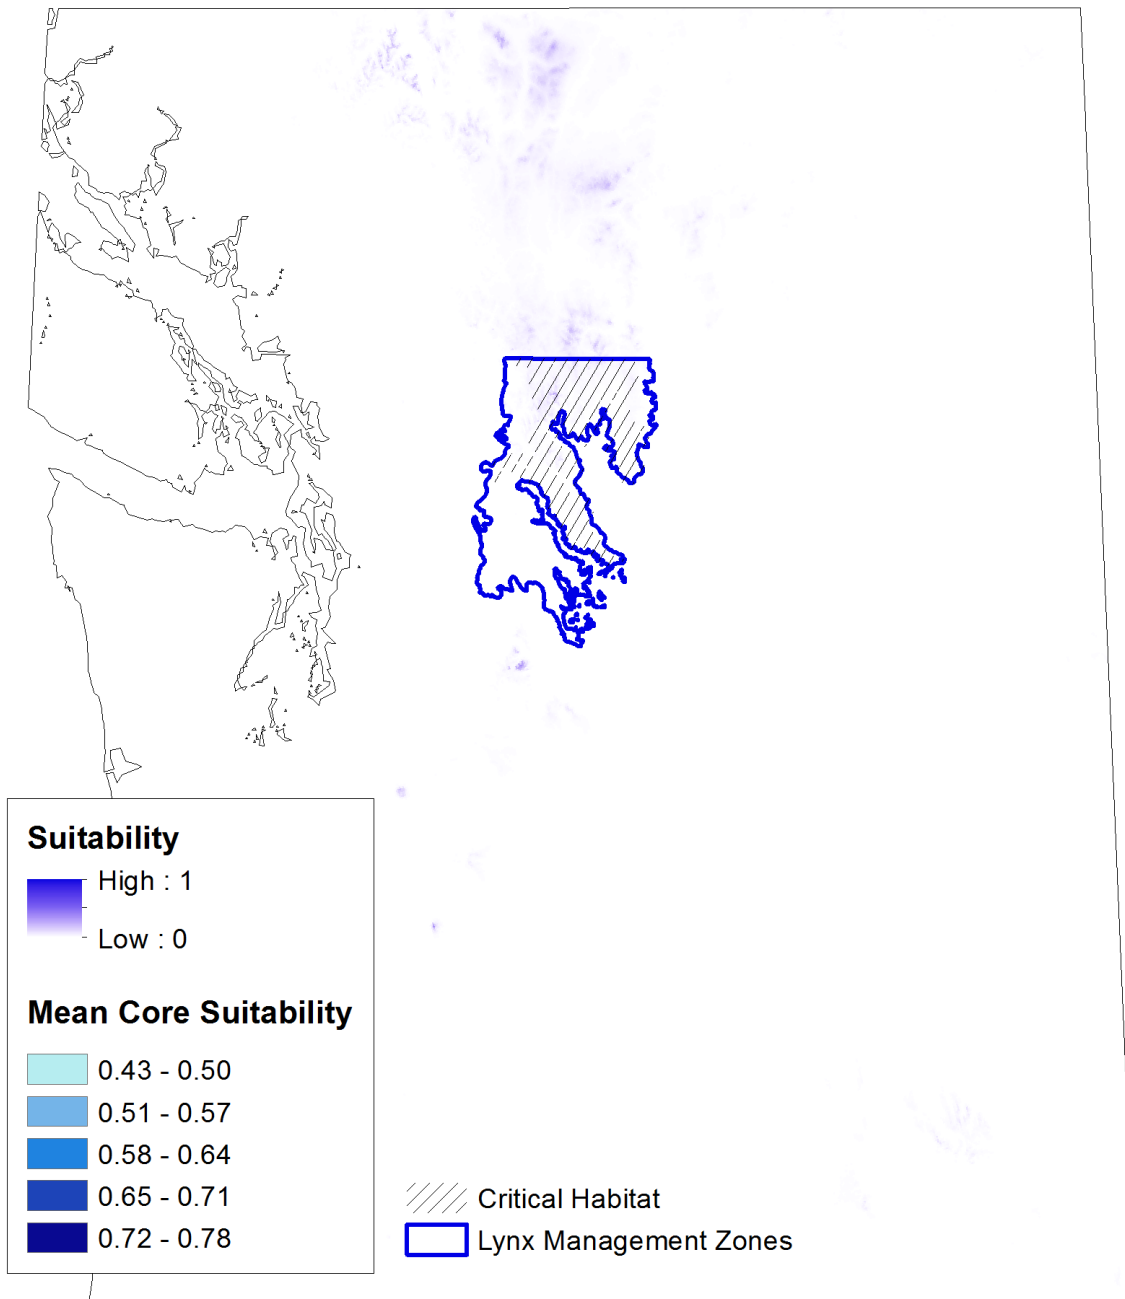 Suitability
High : 1
Low : 0
Mean Core Suitability
0.43 - 0.50
0.51 - 0.57
0.58 - 0.64
0.65 - 0.71
0.72 - 0.78
Critical Habitat
Lynx Management Zones